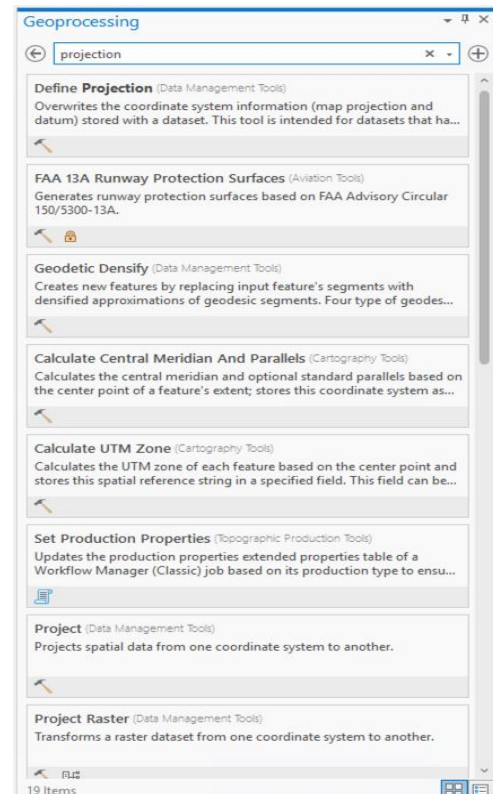 Geoprocessing
projection
Define Projection (Data Management Tools)
Overwrites the coordinate system information (map projection and
datum) stored with a dataset. This tool is intended for datasets that ha...
FAA 13A Runway Protection Surfaces (Aviation Tools)
Generates runway protection surfaces based on FAA Advisory Circular
150/5300-13A.
Geodetic Densify (Data Management Tools)
Creates new features by replacing input feature's segments with
densified approximations of geodesic segments. Four type of geodes...
Calculate Central Meridian And Parallels (Cartography Tools)
Calculates the central meridian and optional standard parallels based on
the center point of a feature's extent; stores this coordinate system as...
Calculate UTM Zone (Cartography Tools)
Calculates the UTM zone of each feature based on the center point and
stores this spatial reference string in a specified field. This field can be...
Set Production Properties (Topographic Production Tools)
Updates the production properties extended properties table of a
Workflow Manager (Classic) job based on its production type to ensu...
Project (Data Management Tools)
Projects spatial data from one coordinate system to another.
Project Raster (Data Management Tools)
Transforms a raster dataset from one coordinate system to another.
19 Items